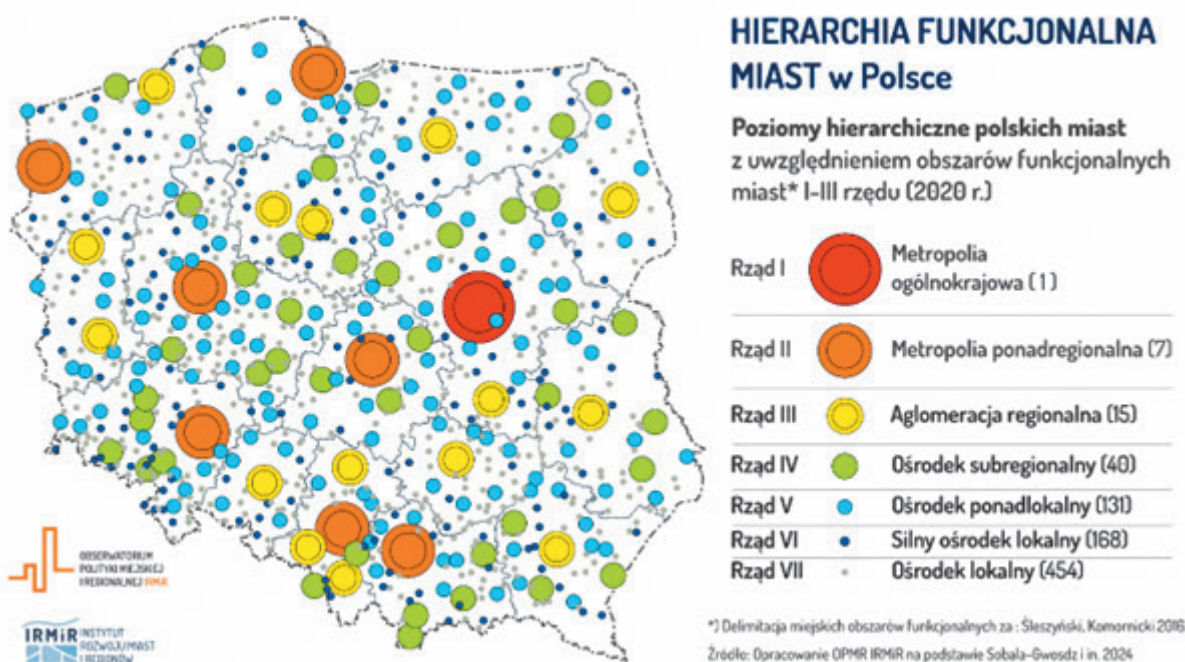 HIERARCHIA FUNKCJONALNA
MIAST w Polsce
Poziomy hierarchiczne polskich miast
z uwzględnieniem obszarów funkcjonalnych
miast* I-III rzędu (2020 r.)
Rząd I Metropolia
ogólnokrajowa (1)
Rząd II Metropolia ponadregionalna (7)
Rząd III Aglomeracja regionalna (15)
Rząd IV Ośrodek subregionalny (40)
Rząd V Ośrodek ponadlokalny (131)
Rząd VI Silny ośrodek lokalny (168)
Rząd VII Ośrodek lokalny (454)
*) Delimitacja miejskich obszarów funkcjonalnych za : Śleszyński, Komornicki 2016
Źródło: Opracowanie OPMR IRMiR na podstawie Sobala-Gwosdz i in. 2024
OBSERWATORIUM
POLITYKI MIEJSKIEJ
I REGIONALNEJ IRMiR
IRMiR INSTYTUT
ROZWOJU MIAST
I REGIONÓW